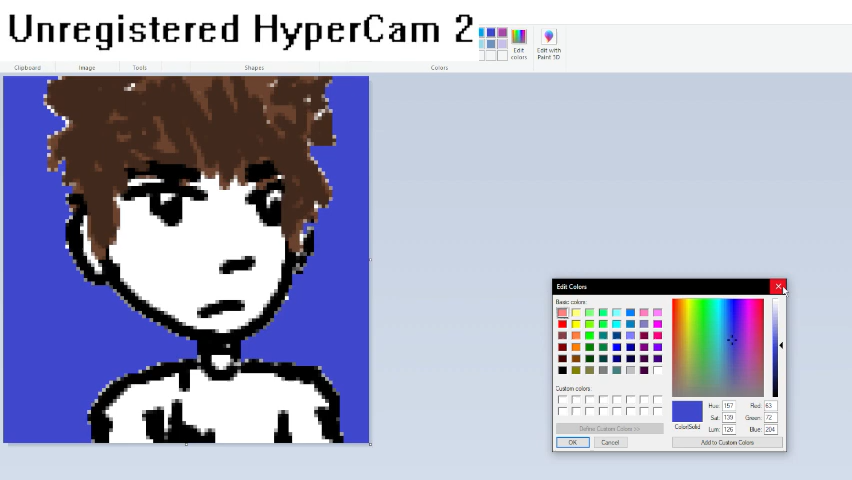 Unregistered HyperCam 2
Edit colors
Edit with Paint 3D
Clipboard Image Tools Shapes Colors
Edit Colors
Basic colors:
Custom colors:
Define Custom Colors >>
OK Cancel
Color|Solid
Hue: 157 Red: 63
Sat: 139 Green: 72
Lum: 126 Blue: 204
Add to Custom Colors